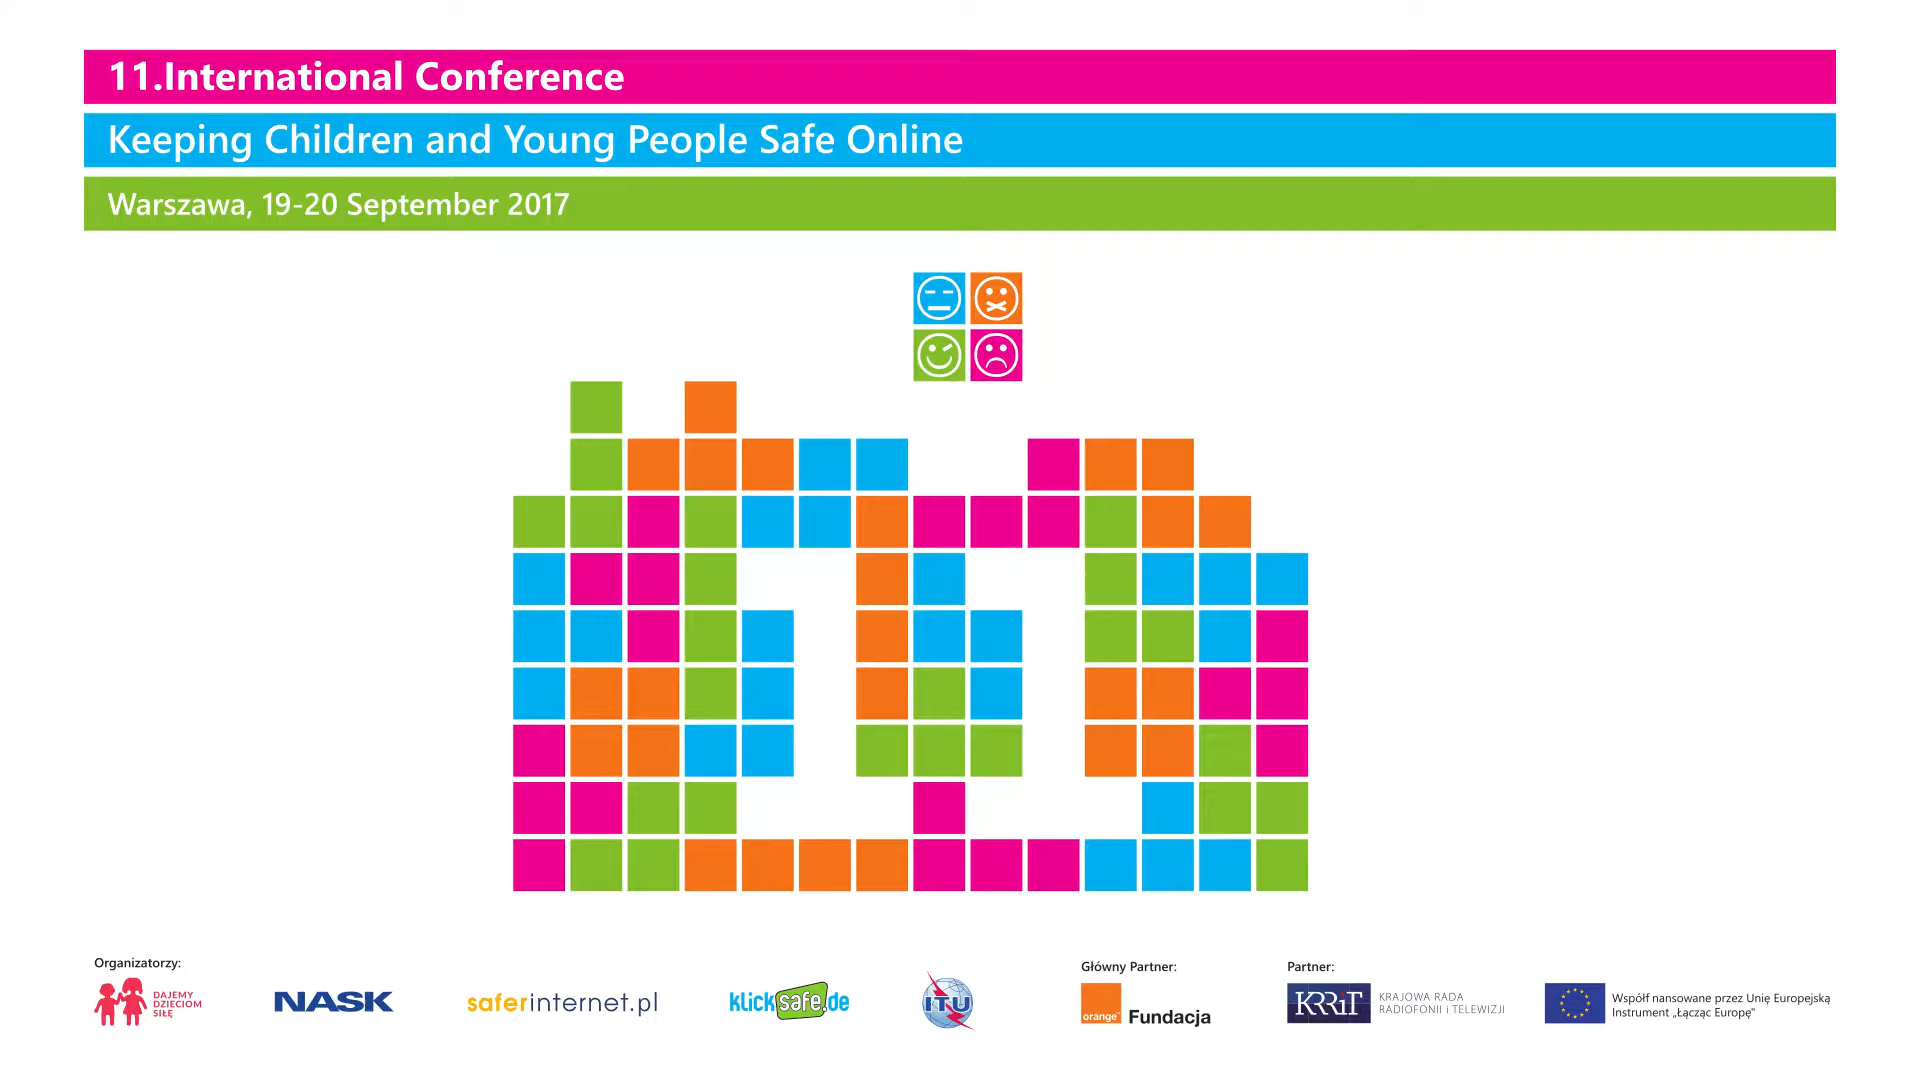 11.International Conference
Keeping Children and Young People Safe Online
Warszawa, 19-20 September 2017
Organizatorzy:
DAJEMY
DZIECIOM
SIŁĘ
NASK
saferinternet.pl
klicksafe.de
ITU
Główny Partner:
orange™
Fundacja
Partner:
KRRiT
KRAJOWA RADA
RADIOFONII I TELEWIZJI
Współf nansowane przez Unię Europejską
Instrument „Łącząc Europę"